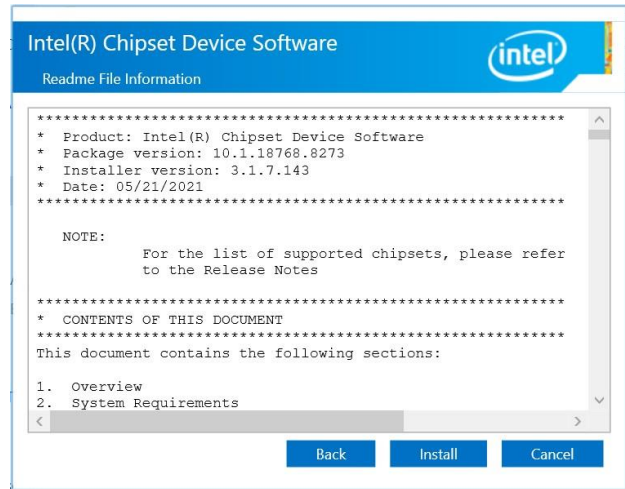 Intel(R) Chipset Device Software
intel
Readme File Information
************************************************************
*  Product: Intel(R) Chipset Device Software
*  Package version: 10.1.18768.8273
*  Installer version: 3.1.7.143
*  Date: 05/21/2021
************************************************************
NOTE:
For the list of supported chipsets, please refer
to the Release Notes
************************************************************
*  CONTENTS OF THIS DOCUMENT
************************************************************
This document contains the following sections:
1.  Overview
2.  System Requirements
Back
Install
Cancel